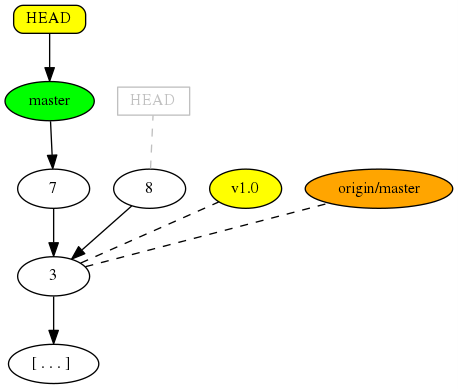 HEAD
master
HEAD
7
8
v1.0
origin/master
3
[ . . . ]